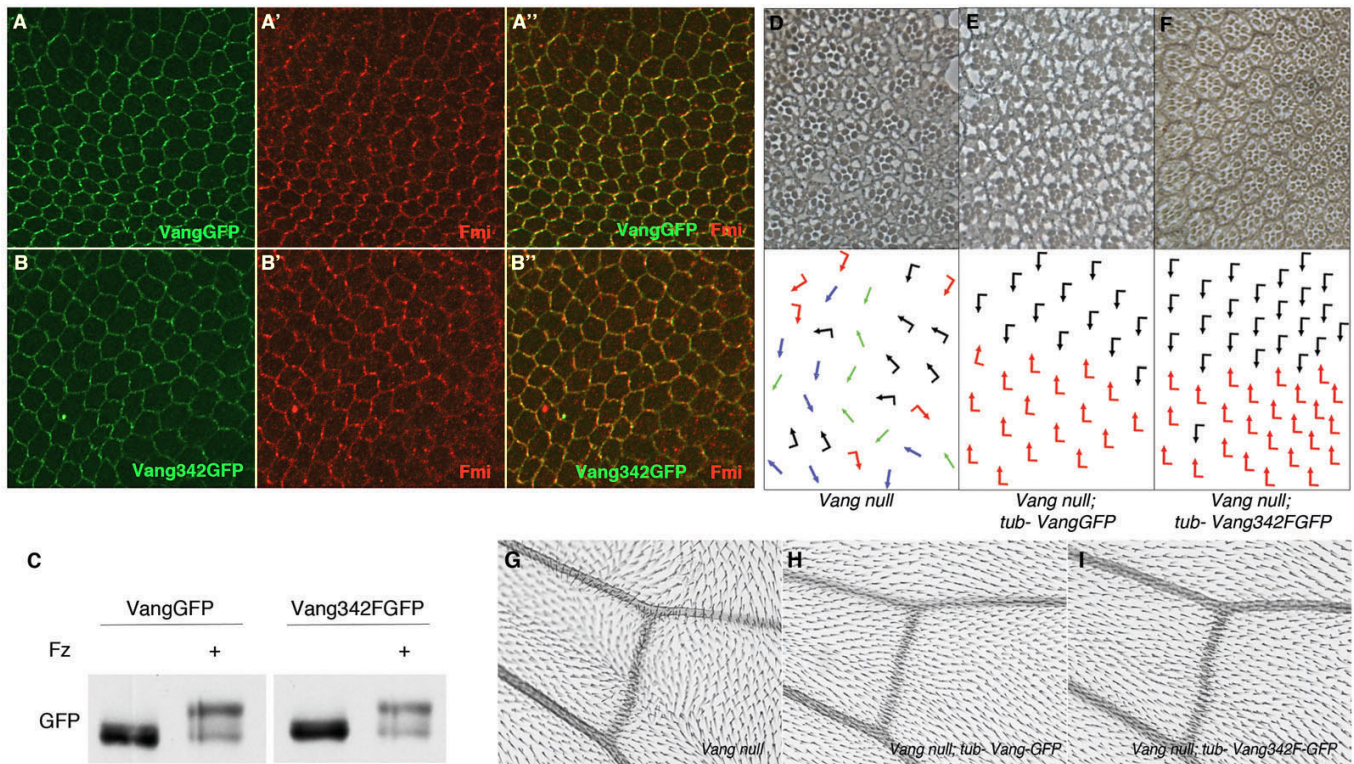 A
A'
A''
VangGFP
Fmi
VangGFP Fmi
B
B'
B''
Vang342GFP
Fmi
Vang342GFP Fmi
D
E
F
Vang null
Vang null;
tub- VangGFP
Vang null;
tub- Vang342FGFP
C
VangGFP
Vang342FGFP
Fz
+
+
GFP
G
Vang null
H
Vang null; tub- Vang-GFP
I
Vang null; tub- Vang342F-GFP